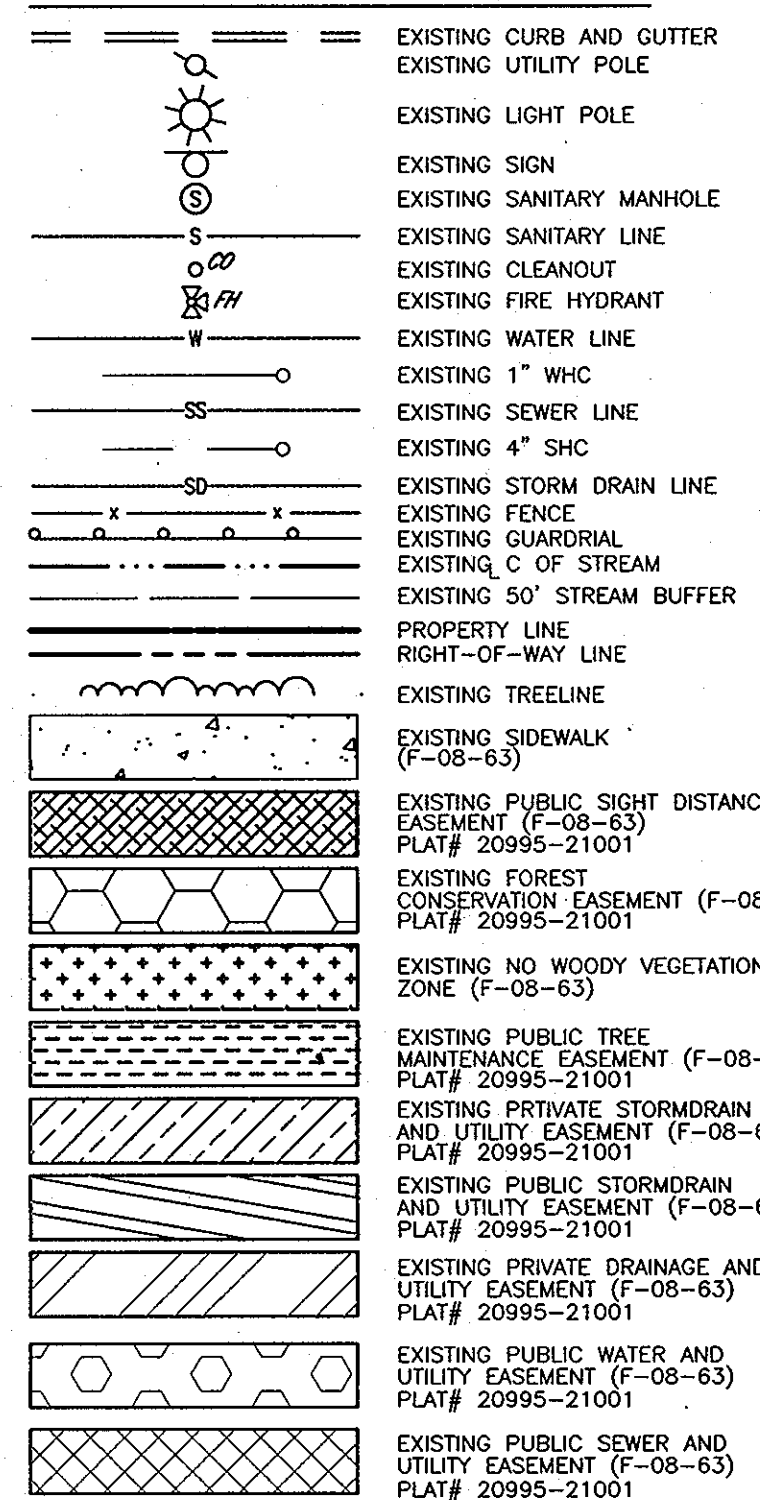 EXISTING CURB AND GUTTER
EXISTING UTILITY POLE
EXISTING LIGHT POLE
EXISTING SIGN
S EXISTING SANITARY MANHOLE
S EXISTING SANITARY LINE
CO EXISTING CLEANOUT
FH EXISTING FIRE HYDRANT
W EXISTING WATER LINE
EXISTING 1" WHC
SS EXISTING SEWER LINE
EXISTING 4" SHC
SD EXISTING STORM DRAIN LINE
x x EXISTING FENCE
EXISTING GUARDRIAL
EXISTING LC OF STREAM
EXISTING 50' STREAM BUFFER
PROPERTY LINE
RIGHT-OF-WAY LINE
EXISTING TREELINE
EXISTING SIDEWALK
(F-08-63)
EXISTING PUBLIC SIGHT DISTANC
EASEMENT (F-08-63)
PLAT# 20995-21001
EXISTING FOREST
CONSERVATION EASEMENT (F-08
PLAT# 20995-21001
EXISTING NO WOODY VEGETATION
ZONE (F-08-63)
EXISTING PUBLIC TREE
MAINTENANCE EASEMENT (F-08-
PLAT# 20995-21001
EXISTING PRTIVATE STORMDRAIN
AND UTILITY EASEMENT (F-08-6
PLAT# 20995-21001
EXISTING PUBLIC STORMDRAIN
AND UTILITY EASEMENT (F-08-6
PLAT# 20995-21001
EXISTING PRIVATE DRAINAGE AND
UTILITY EASEMENT (F-08-63)
PLAT# 20995-21001
EXISTING PUBLIC WATER AND
UTILITY EASEMENT (F-08-63)
PLAT# 20995-21001
EXISTING PUBLIC SEWER AND
UTILITY EASEMENT (F-08-63)
PLAT# 20995-21001